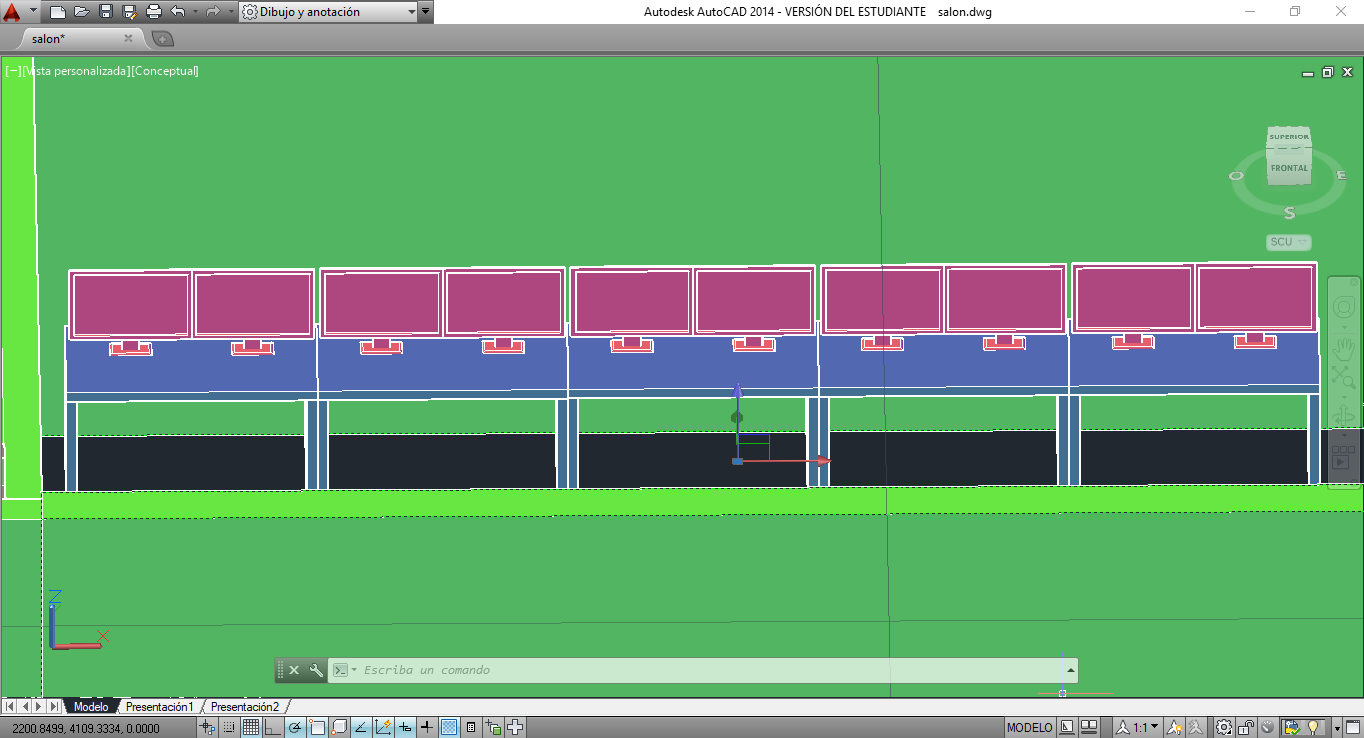 Dibujo y anotación
Autodesk AutoCAD 2014 - VERSIÓN DEL ESTUDIANTE salon.dwg
salon*
[−][Vista personalizada][Conceptual]
SUPERIOR
FRONTAL
O
E
S
SCU
Z
X
Escriba un comando
Modelo
Presentación1
Presentación2
2200.8499, 4109.3334, 0.0000
MODELO
1:1